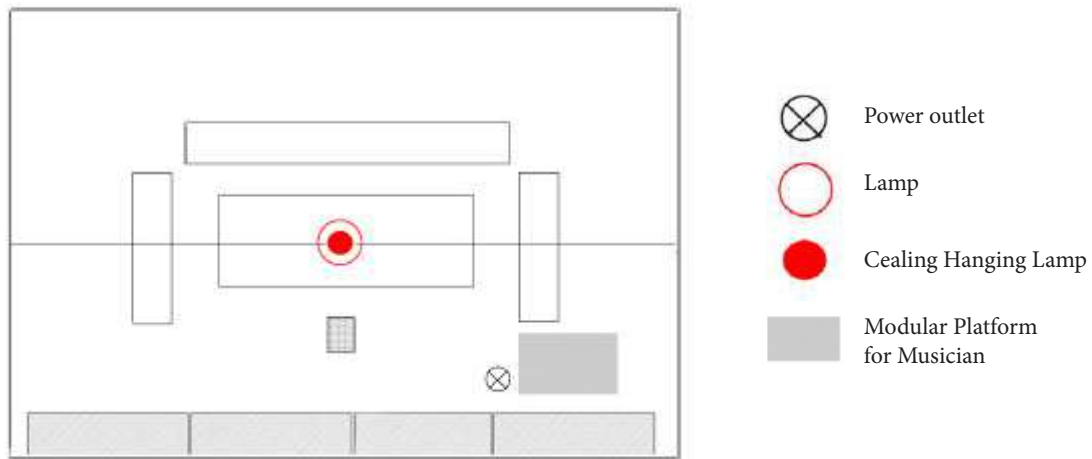 Power outlet
Lamp
Cealing Hanging Lamp
Modular Platform
for Musician